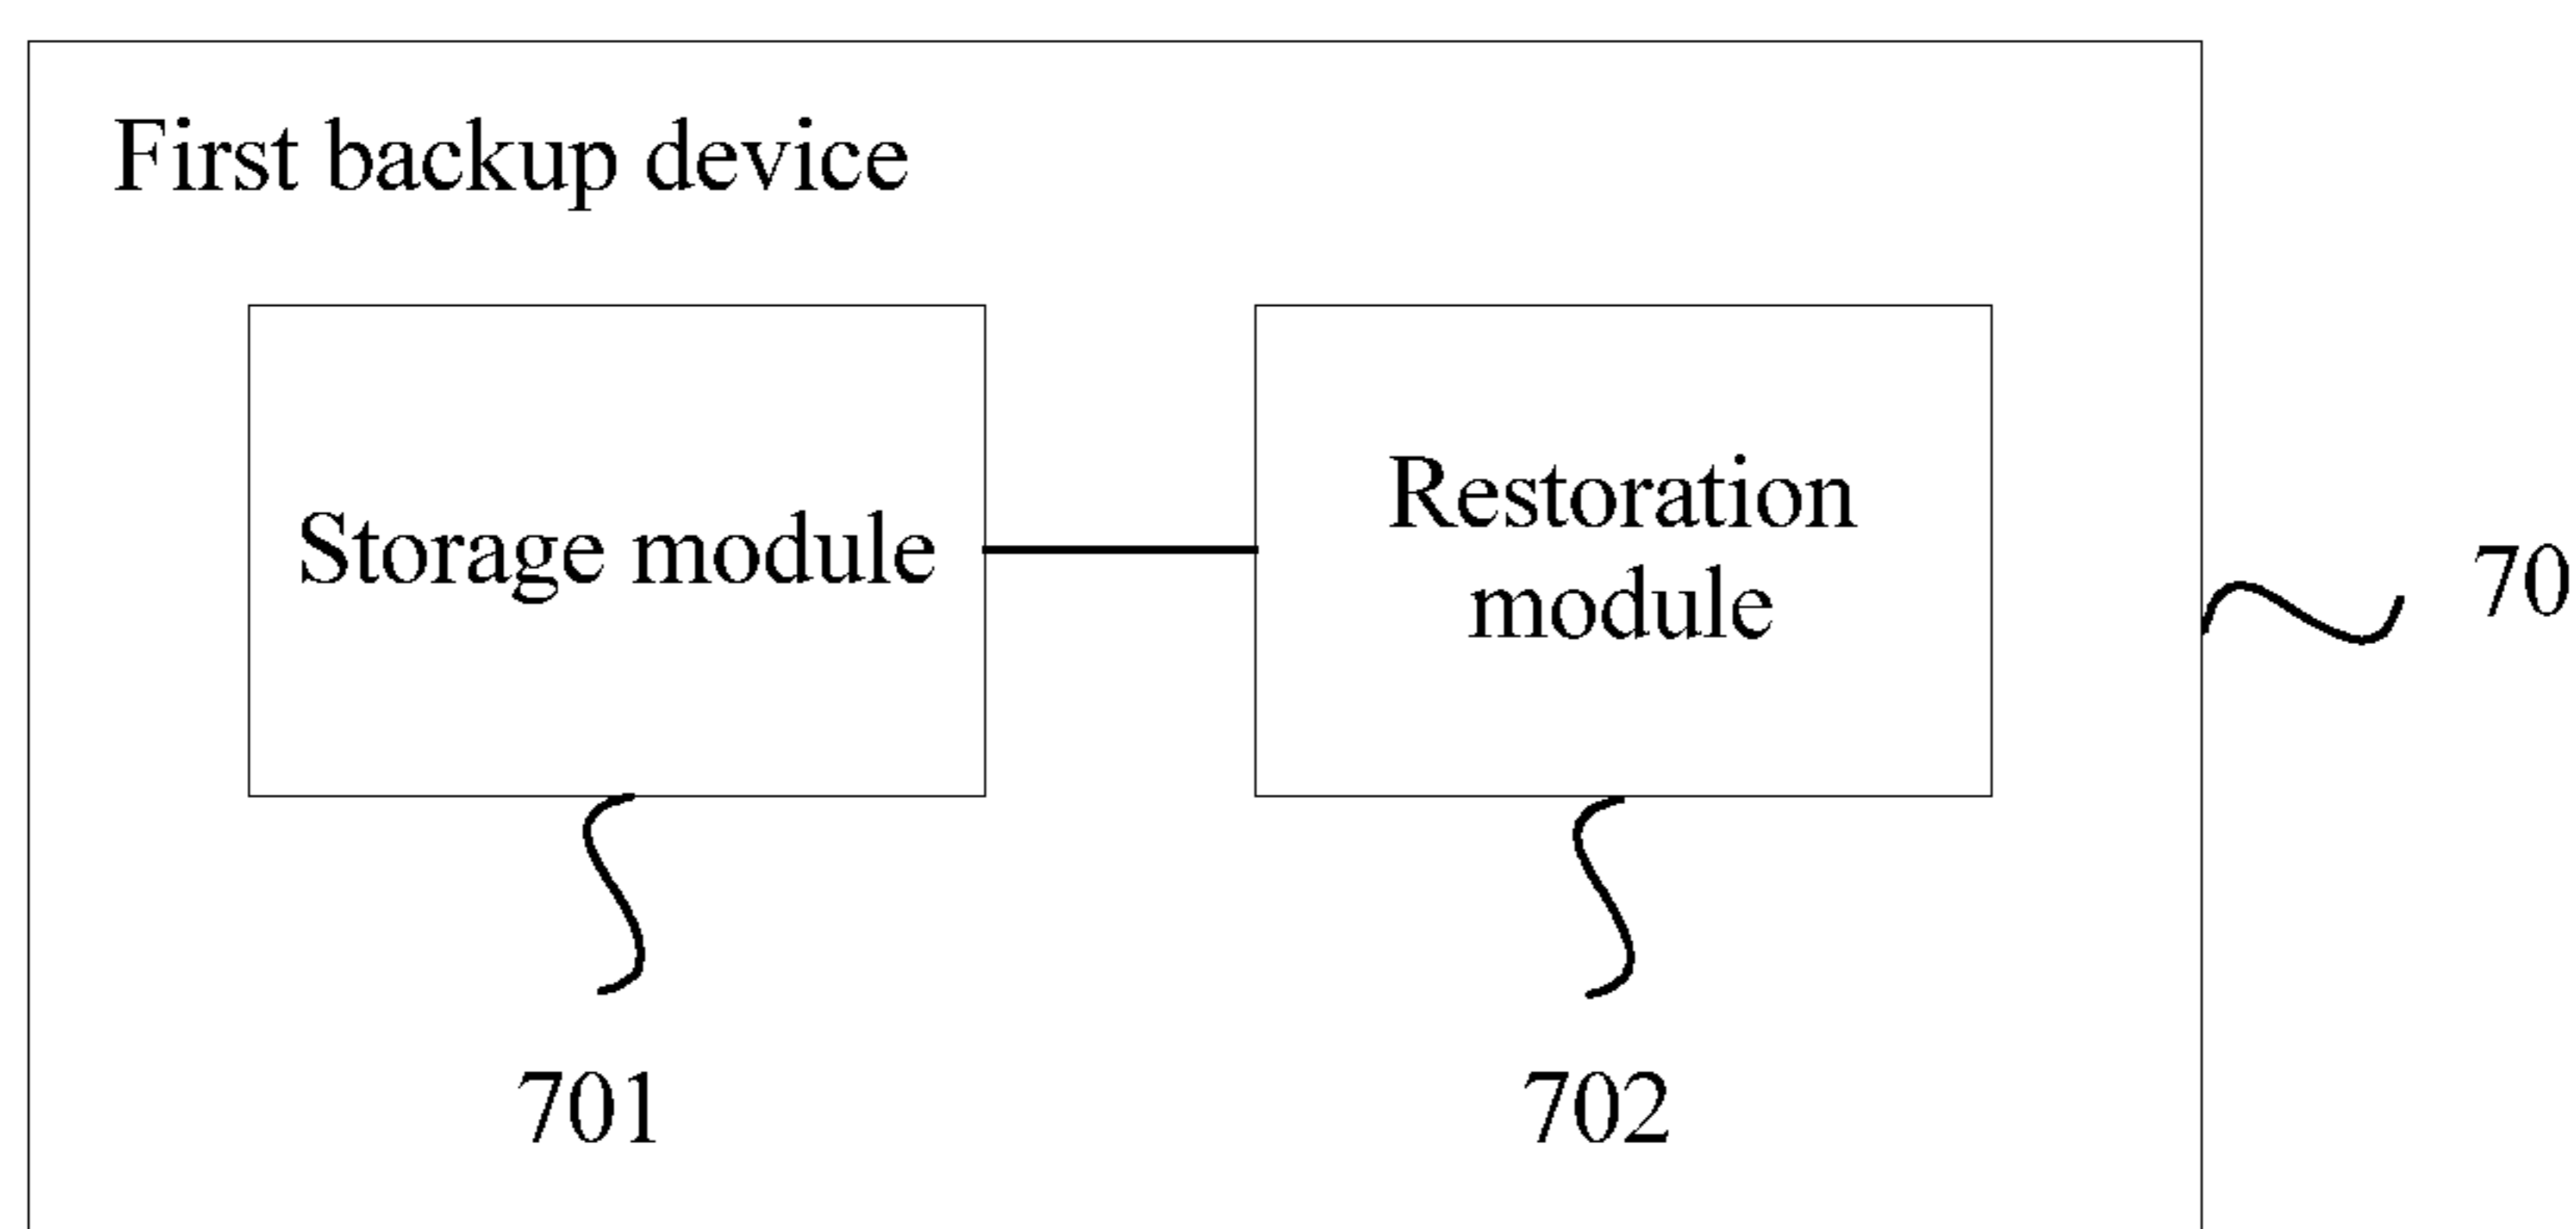 First backup device
Storage module
Restoration
module
70
701
702